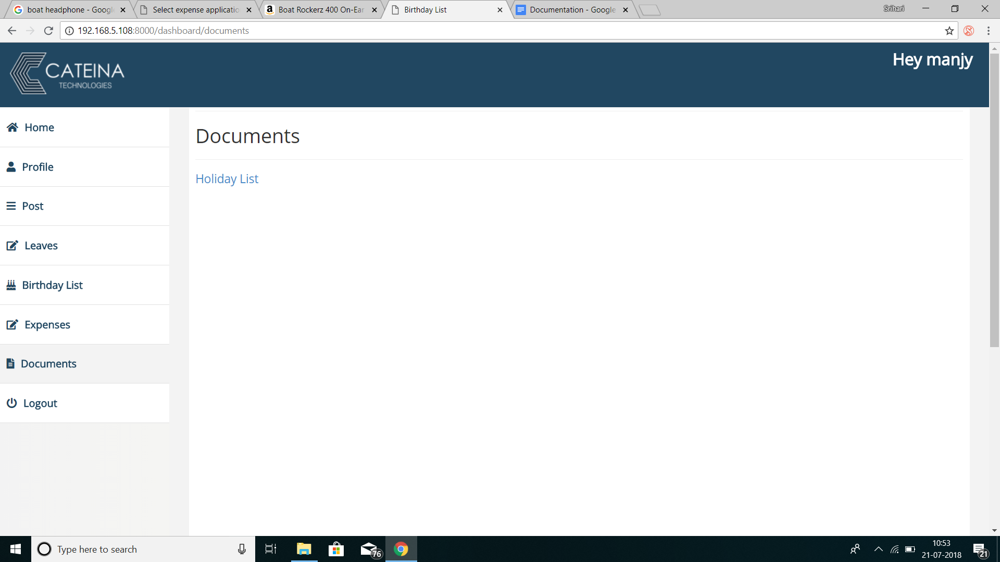 boat headphone - Googl
Select expense applicatio
Boat Rockerz 400 On-Ear
Birthday List
Documentation - Google
Srihari
192.168.5.108:8000/dashboard/documents
CATEINA
TECHNOLOGIES
Hey manjy
Home
Profile
Post
Leaves
Birthday List
Expenses
Documents
Logout
Documents
Holiday List
Type here to search
76
10:53
21-07-2018
21